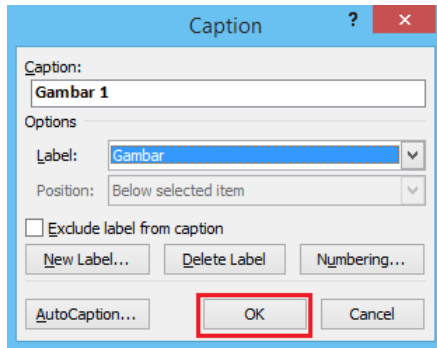 Caption ? ×
Caption:
Gambar 1
Options
Label: Gambar
Position: Below selected item
Exclude label from caption
New Label... Delete Label Numbering...
AutoCaption... OK Cancel